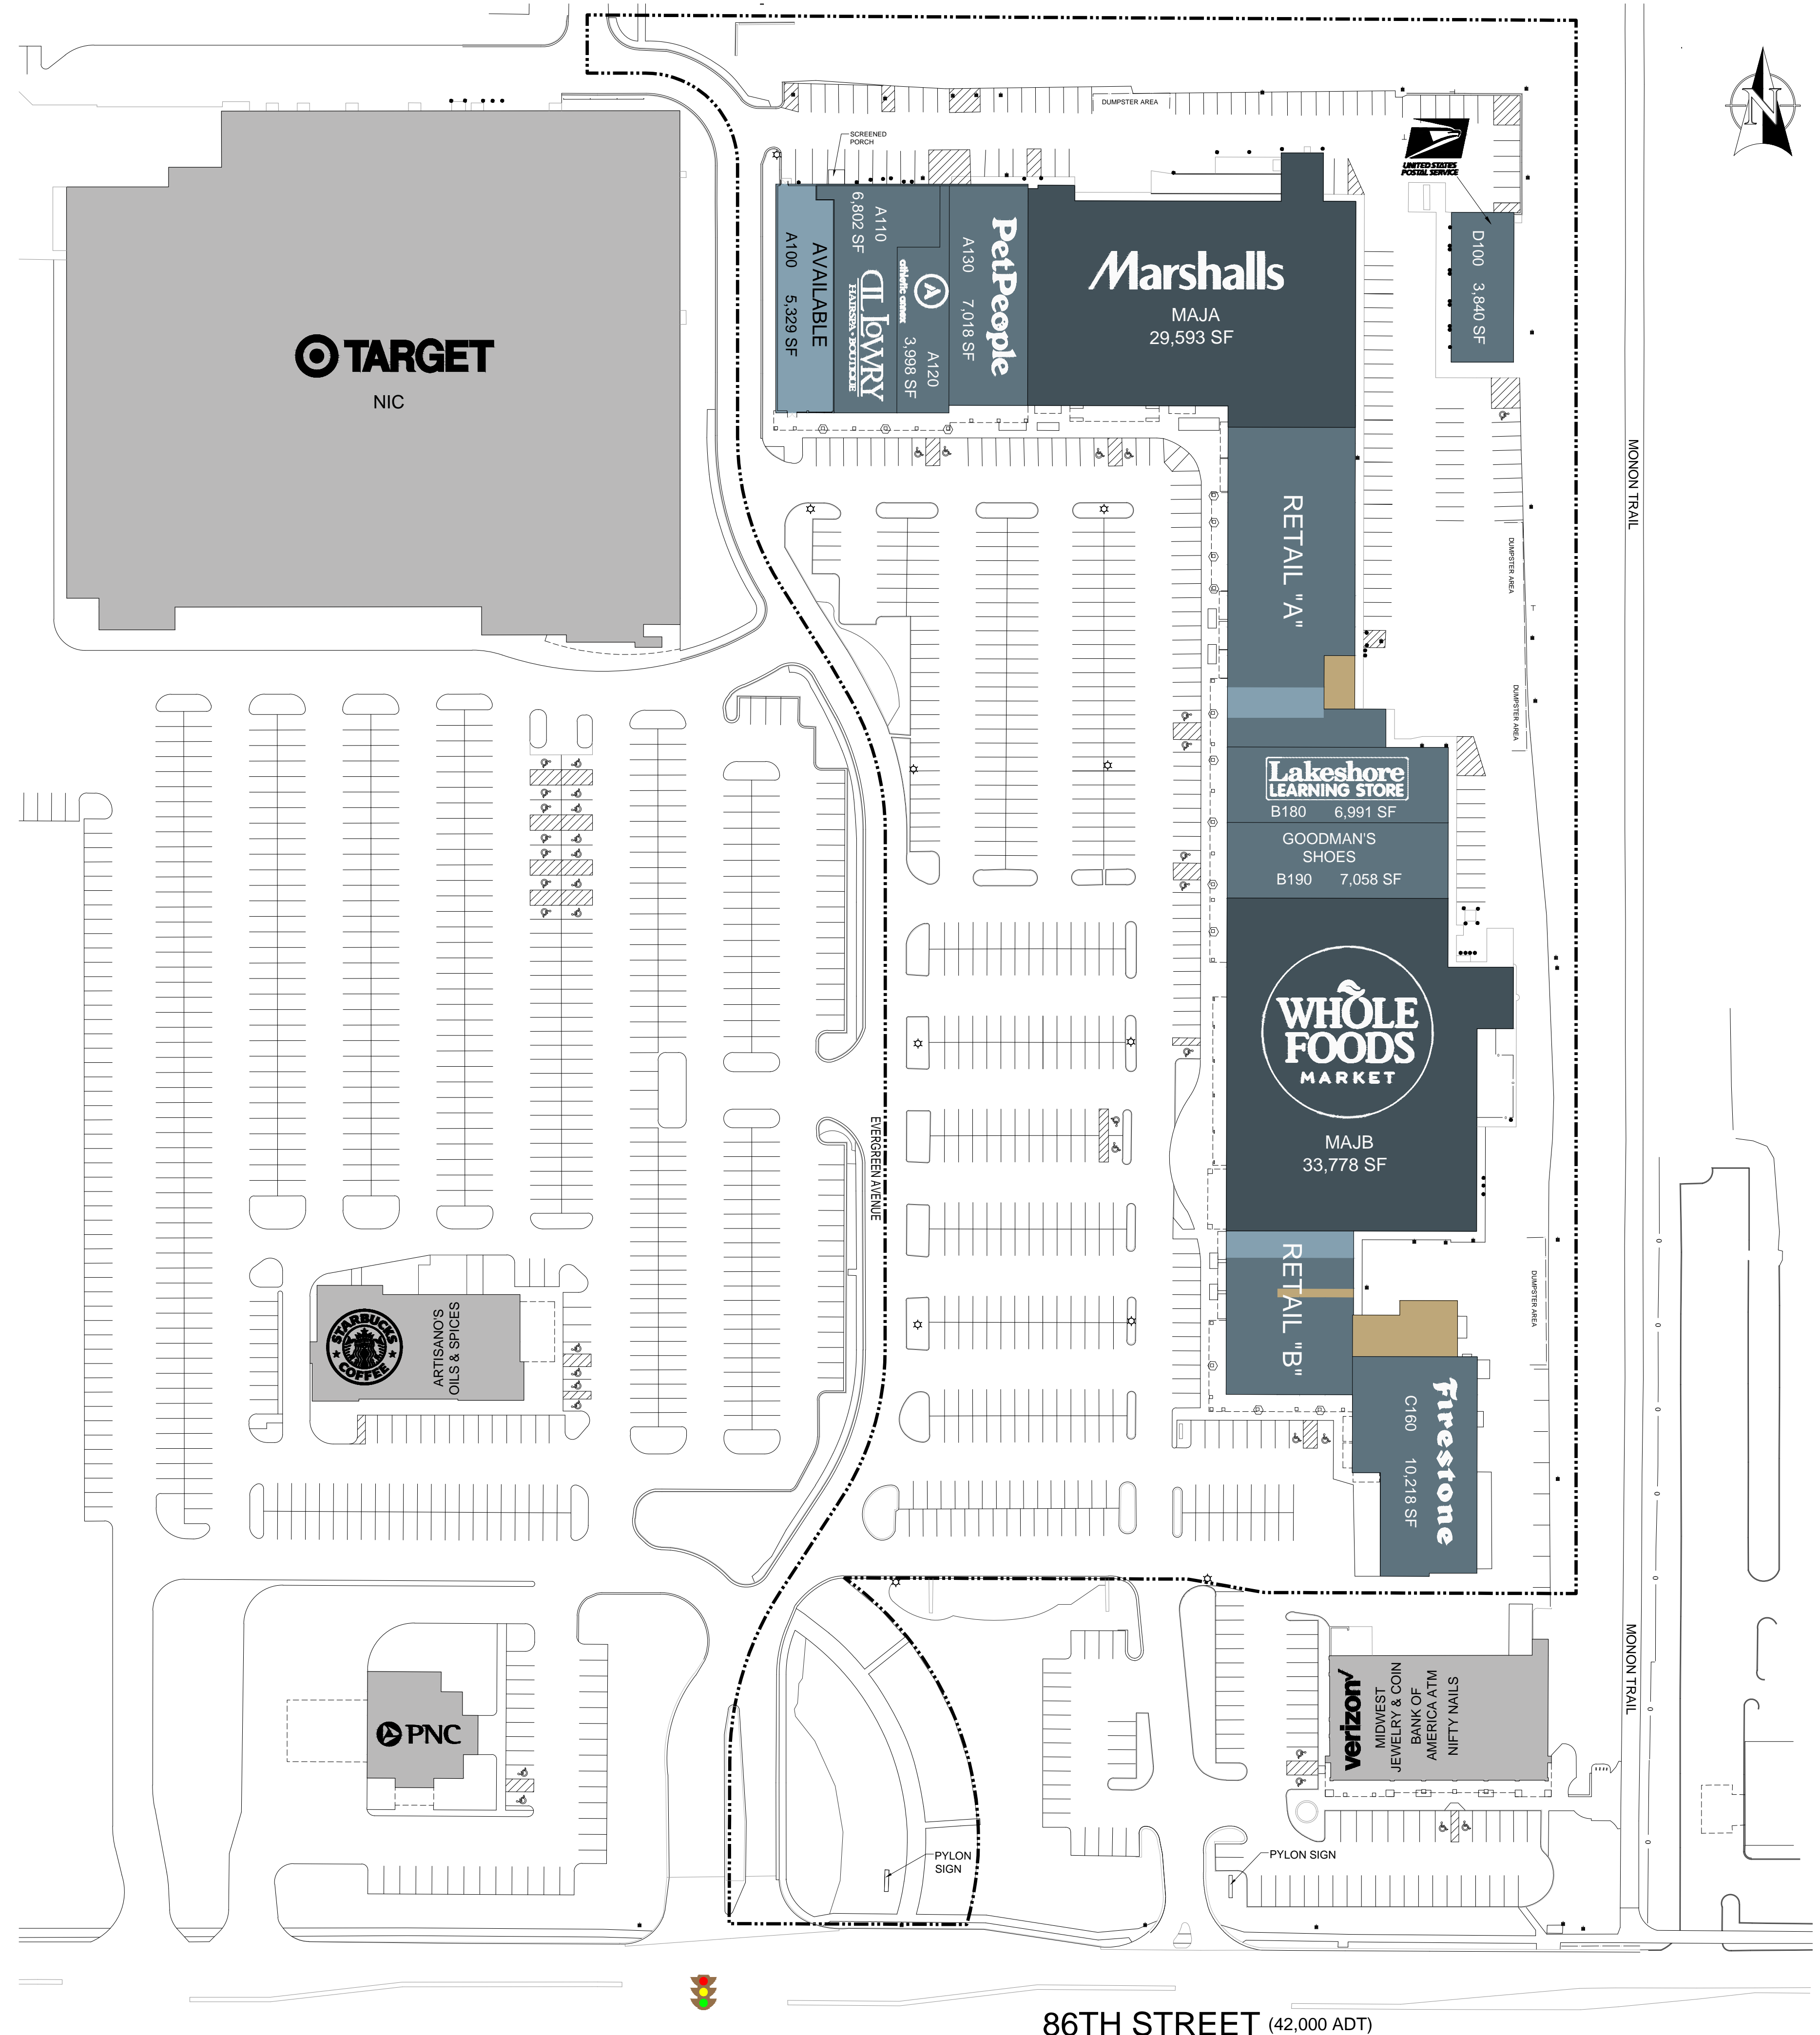 DUMPSTER AREA
SCREENED
PORCH
UNITED STATES
POSTAL SERVICE
N
D100 3,840 SF
A100 5,329 SF
AVAILABLE
A110
6,802 SF
DL LOWRY
HAIRSPA • BOUTIQUE
athletic annex
A120
3,998 SF
PetPeople
A130 7,018 SF
Marshalls
MAJA
29,593 SF
TARGET
NIC
MONON TRAIL
RETAIL "A"
DUMPSTER AREA
DUMPSTER AREA
Lakeshore
LEARNING STORE
B180 6,991 SF
GOODMAN'S
SHOES
B190 7,058 SF
WHOLE
FOODS
MARKET
MAJB
33,778 SF
EVERGREEN AVENUE
RETAIL "B"
DUMPSTER AREA
STARBUCKS
COFFEE
ARTISANO'S
OILS & SPICES
Firestone
C160 10,218 SF
MONON TRAIL
PNC
verizon
MIDWEST
JEWELRY & COIN
BANK OF
AMERICA ATM
NIFTY NAILS
PYLON
SIGN
PYLON SIGN
86TH STREET (42,000 ADT)